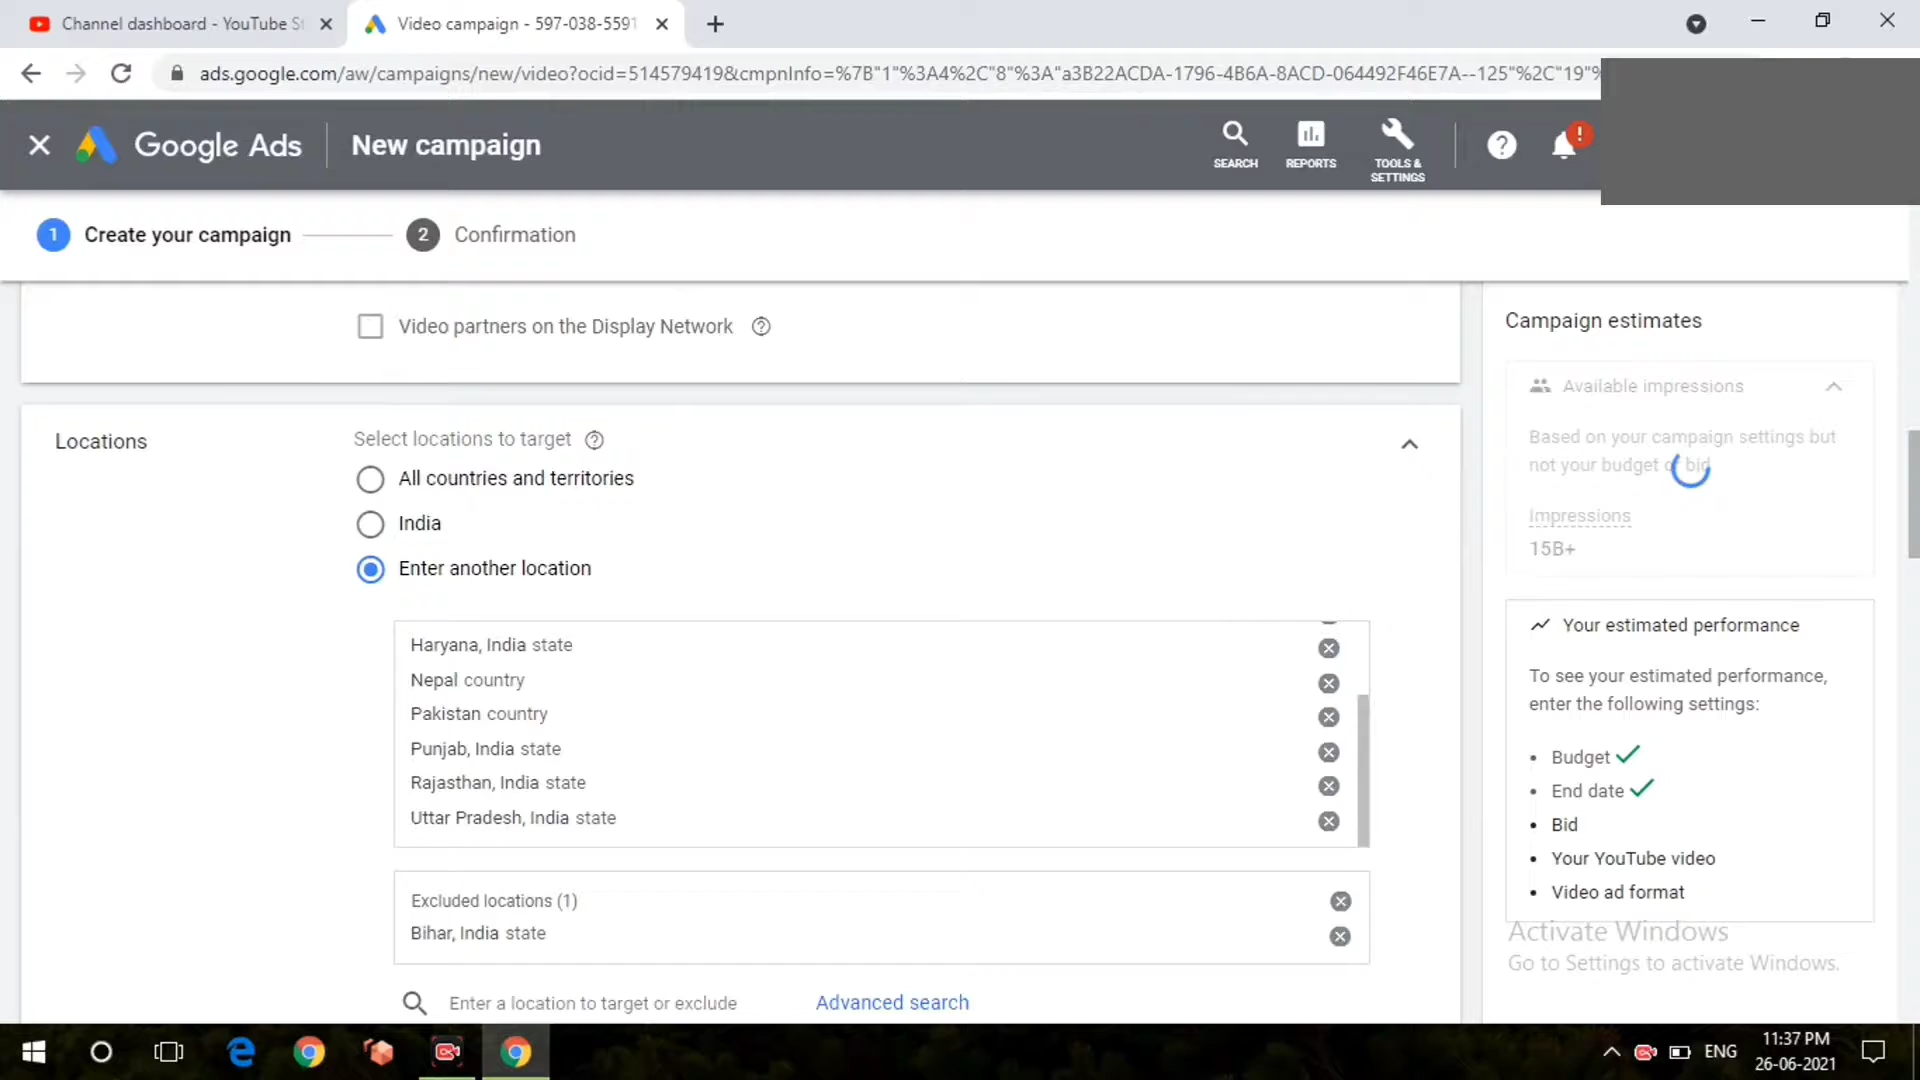 Channel dashboard - YouTube St
Video campaign - 597-038-5591
ads.google.com/aw/campaigns/new/video?ocid=514579419&cmpnInfo=%7B"1"%3A4%2C"8"%3A"a3B22ACDA-1796-4B6A-8ACD-064492F46E7A--125"%2C"19"%
Google Ads
New campaign
SEARCH
REPORTS
TOOLS &
SETTINGS
1 Create your campaign
2 Confirmation
Video partners on the Display Network
Locations
Select locations to target
All countries and territories
India
Enter another location
Haryana, India state
Nepal country
Pakistan country
Punjab, India state
Rajasthan, India state
Uttar Pradesh, India state
Excluded locations (1)
Bihar, India state
Enter a location to target or exclude
Advanced search
Campaign estimates
Available impressions
Based on your campaign settings but
not your budget or bid
Impressions
15B+
Your estimated performance
To see your estimated performance,
enter the following settings:
• Budget
• End date
• Bid
• Your YouTube video
• Video ad format
Activate Windows
Go to Settings to activate Windows.
ENG
11:37 PM
26-06-2021